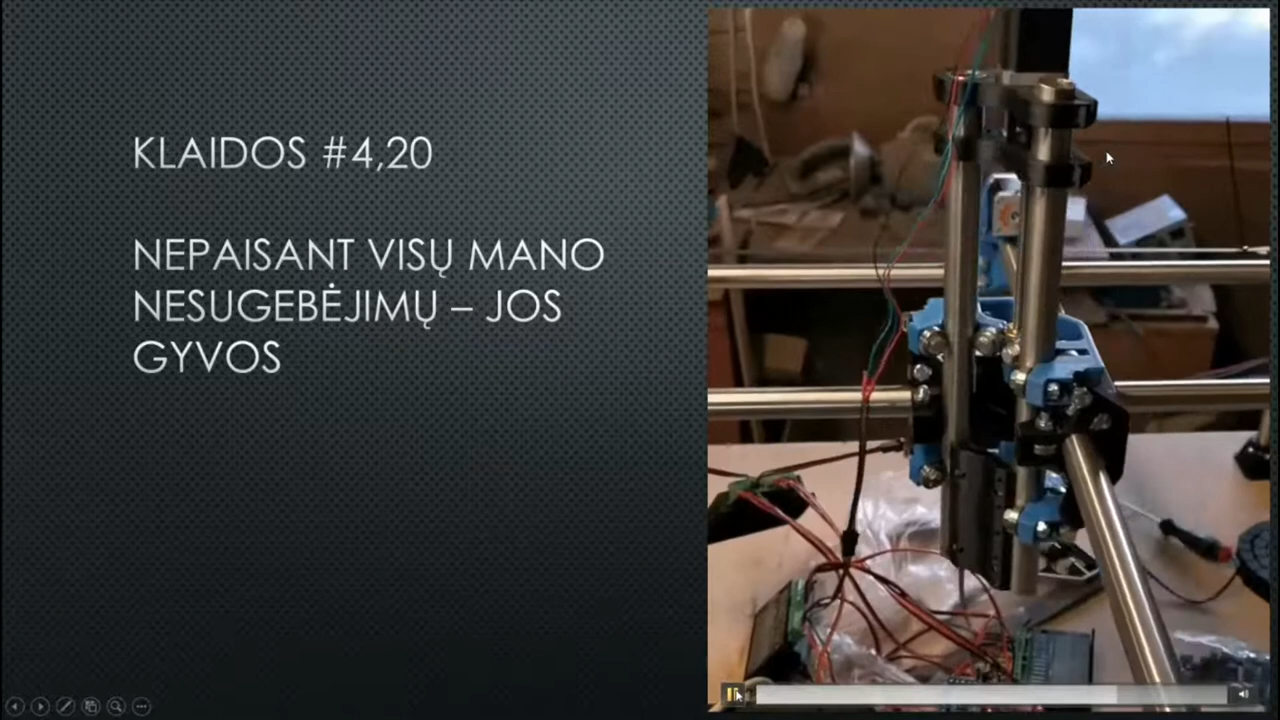 KLAIDOS #4,20
NEPAISANT VISŲ MANO
NESUGEBĖJIMŲ – JOS
GYVOS